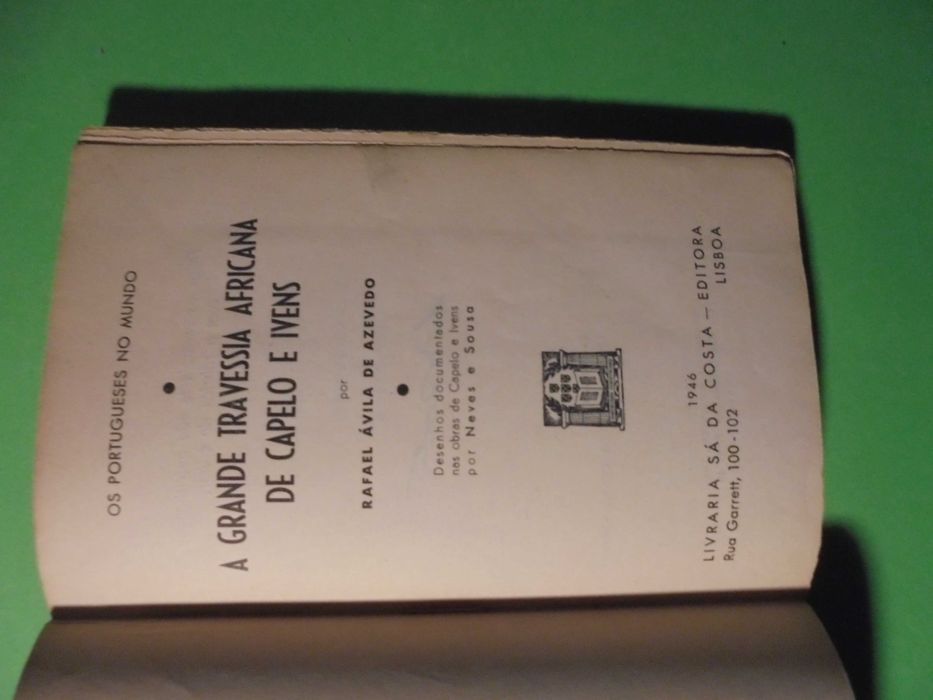 OS PORTUGUESES NO MUNDO
A GRANDE TRAVESSIA AFRICANA
DE CAPELO E IVENS
por
RAFAEL ÁVILA DE AZEVEDO
Desenhos documentados
nas obras de Capelo e Ivens
por Neves e Sousa
1946
LIVRARIA SÁ DA COSTA — EDITORA
Rua Garrett, 100-102 LISBOA